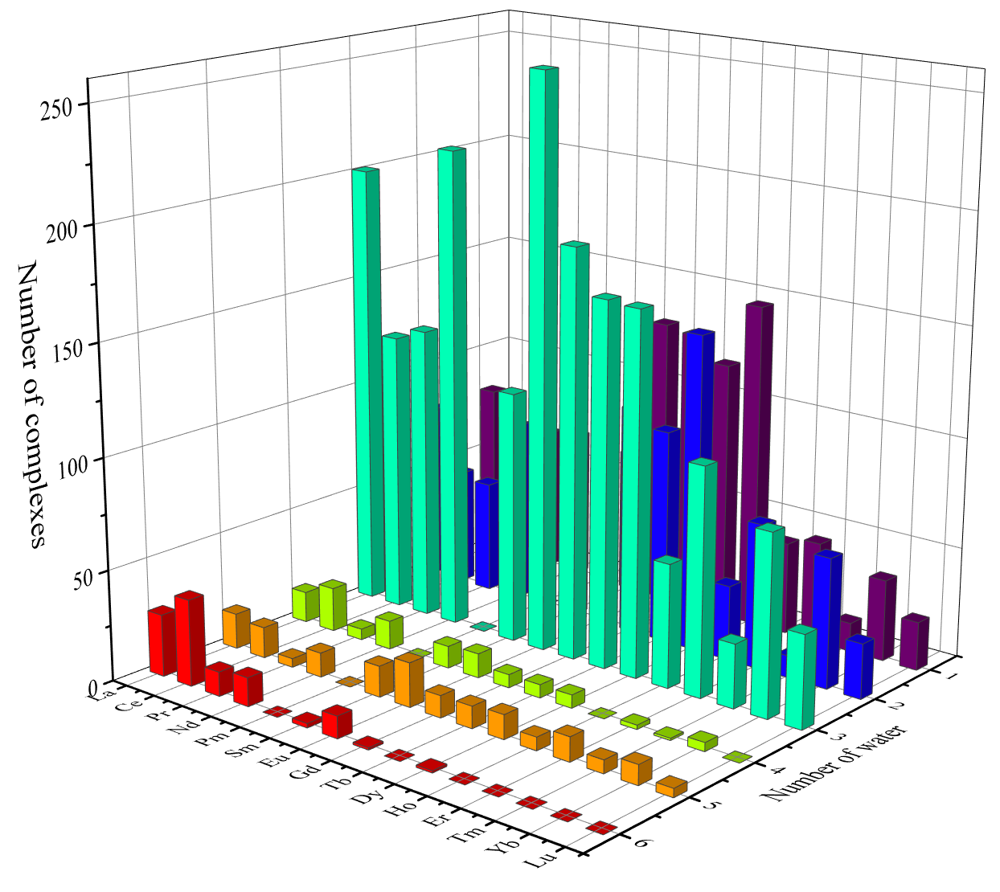 250
200
150
100
50
0
Number of complexes
La
Ce
Pr
Nd
Pm
Sm
Eu
Gd
Tb
Dy
Ho
Er
Tm
Yb
Lu
1
2
3
4
5
6
Number of water